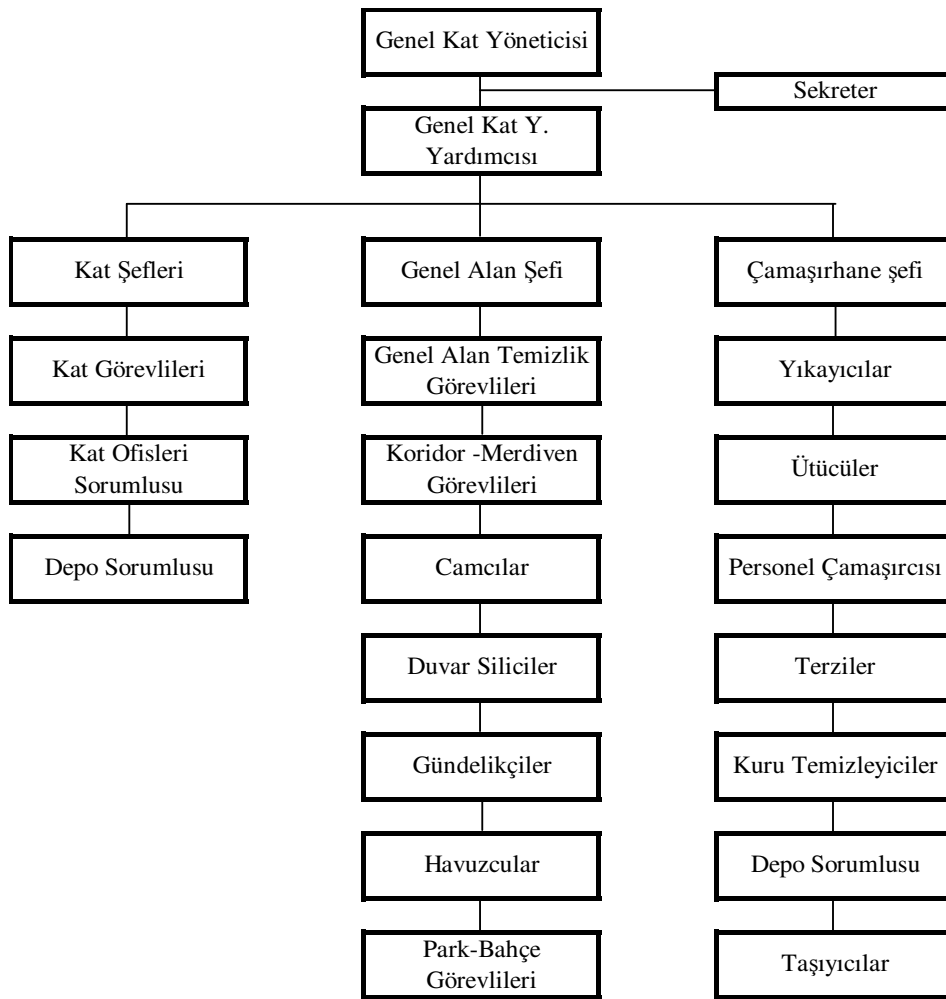 Genel Kat Yöneticisi
Sekreter
Genel Kat Y.
Yardımcısı
Kat Şefleri
Genel Alan Şefi
Çamaşırhane şefi
Kat Görevlileri
Genel Alan Temizlik
Görevlileri
Yıkayıcılar
Kat Ofisleri
Sorumlusu
Koridor -Merdiven
Görevlileri
Ütücüler
Depo Sorumlusu
Camcılar
Personel Çamaşırcısı
Duvar Siliciler
Terziler
Gündelikçiler
Kuru Temizleyiciler
Havuzcular
Depo Sorumlusu
Park-Bahçe
Görevlileri
Taşıyıcılar